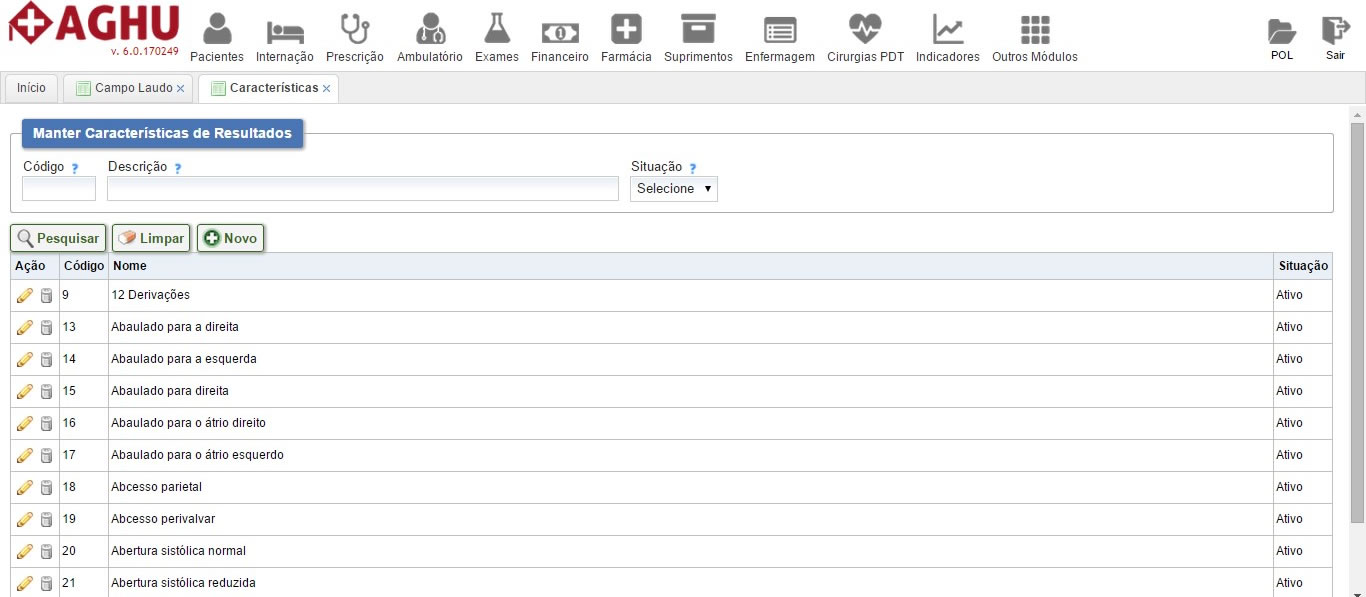 AGHU
v. 6.0.170249
Pacientes Internação Prescrição Ambulatório Exames Financeiro Farmácia Suprimentos Enfermagem Cirurgias PDT Indicadores Outros Módulos POL Sair
Início Campo Laudo × Características ×
Manter Características de Resultados
Código ? Descrição ? Situação ?
Selecione
Pesquisar Limpar Novo
Ação Código Nome Situação
9 12 Derivações Ativo
13 Abaulado para a direita Ativo
14 Abaulado para a esquerda Ativo
15 Abaulado para direita Ativo
16 Abaulado para o átrio direito Ativo
17 Abaulado para o átrio esquerdo Ativo
18 Abcesso parietal Ativo
19 Abcesso perivalvar Ativo
20 Abertura sistólica normal Ativo
21 Abertura sistólica reduzida Ativo